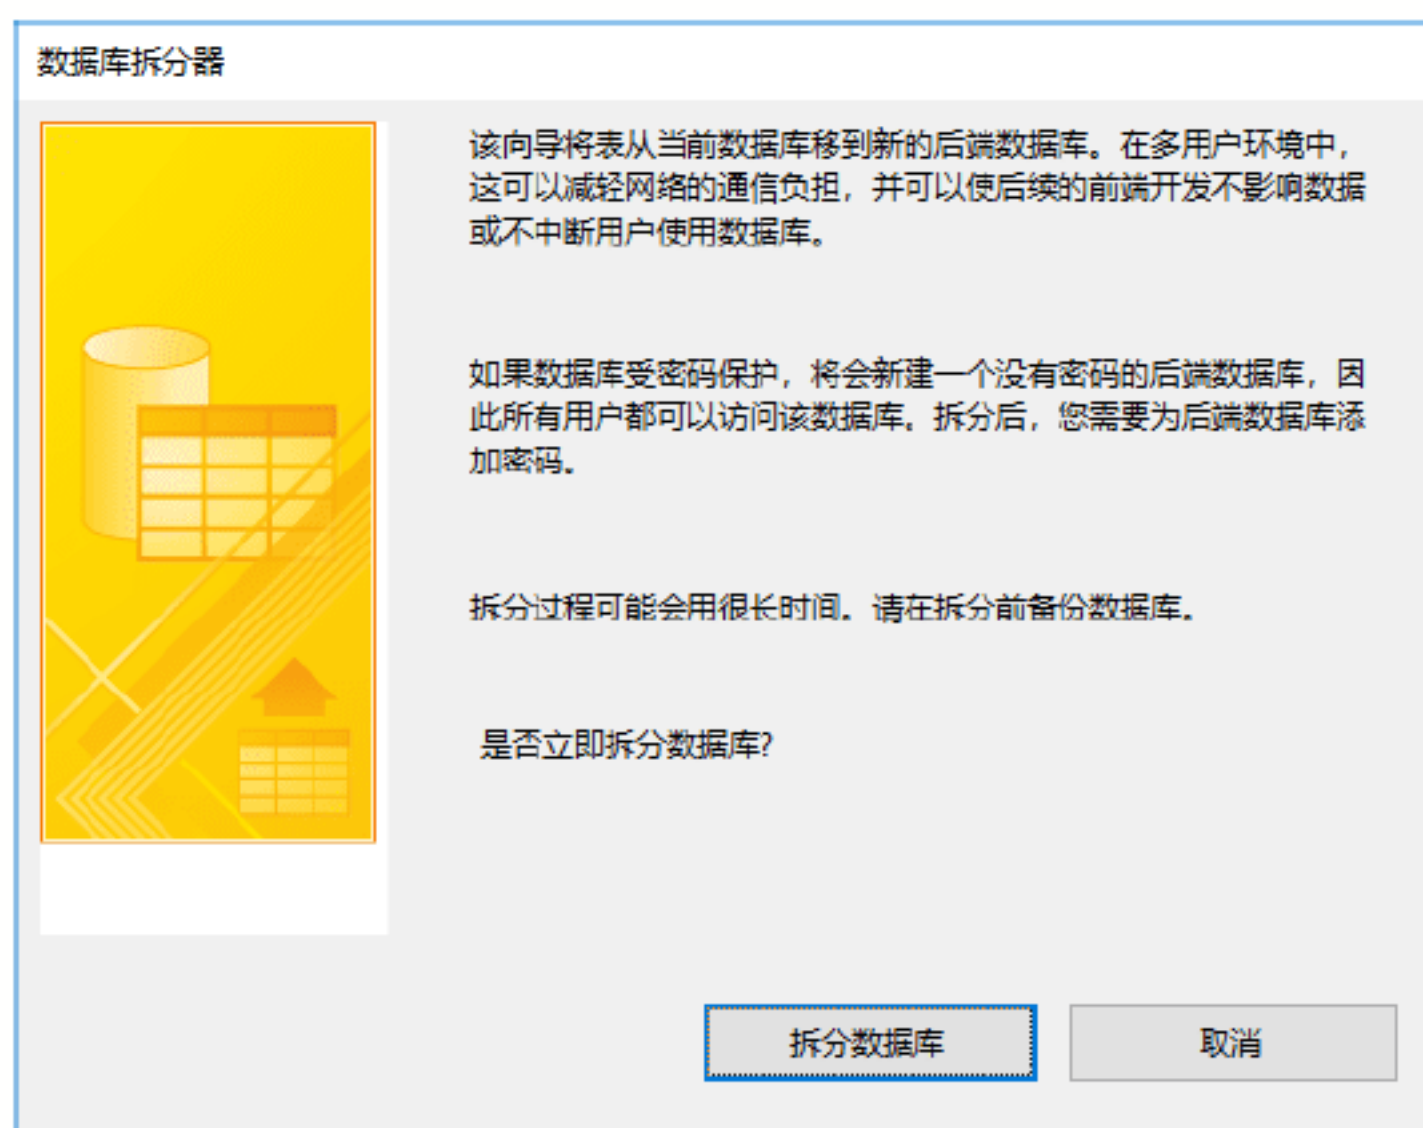 数据库拆分器
该向导将表从当前数据库移到新的后端数据库。在多用户环境中，
这可以减轻网络的通信负担，并可以使后续的前端开发不影响数据
或不中断用户使用数据库。
如果数据库受密码保护，将会新建一个没有密码的后端数据库，因
此所有用户都可以访问该数据库。拆分后，您需要为后端数据库添
加密码。
拆分过程可能会用很长时间。请在拆分前备份数据库。
是否立即拆分数据库?
拆分数据库
取消